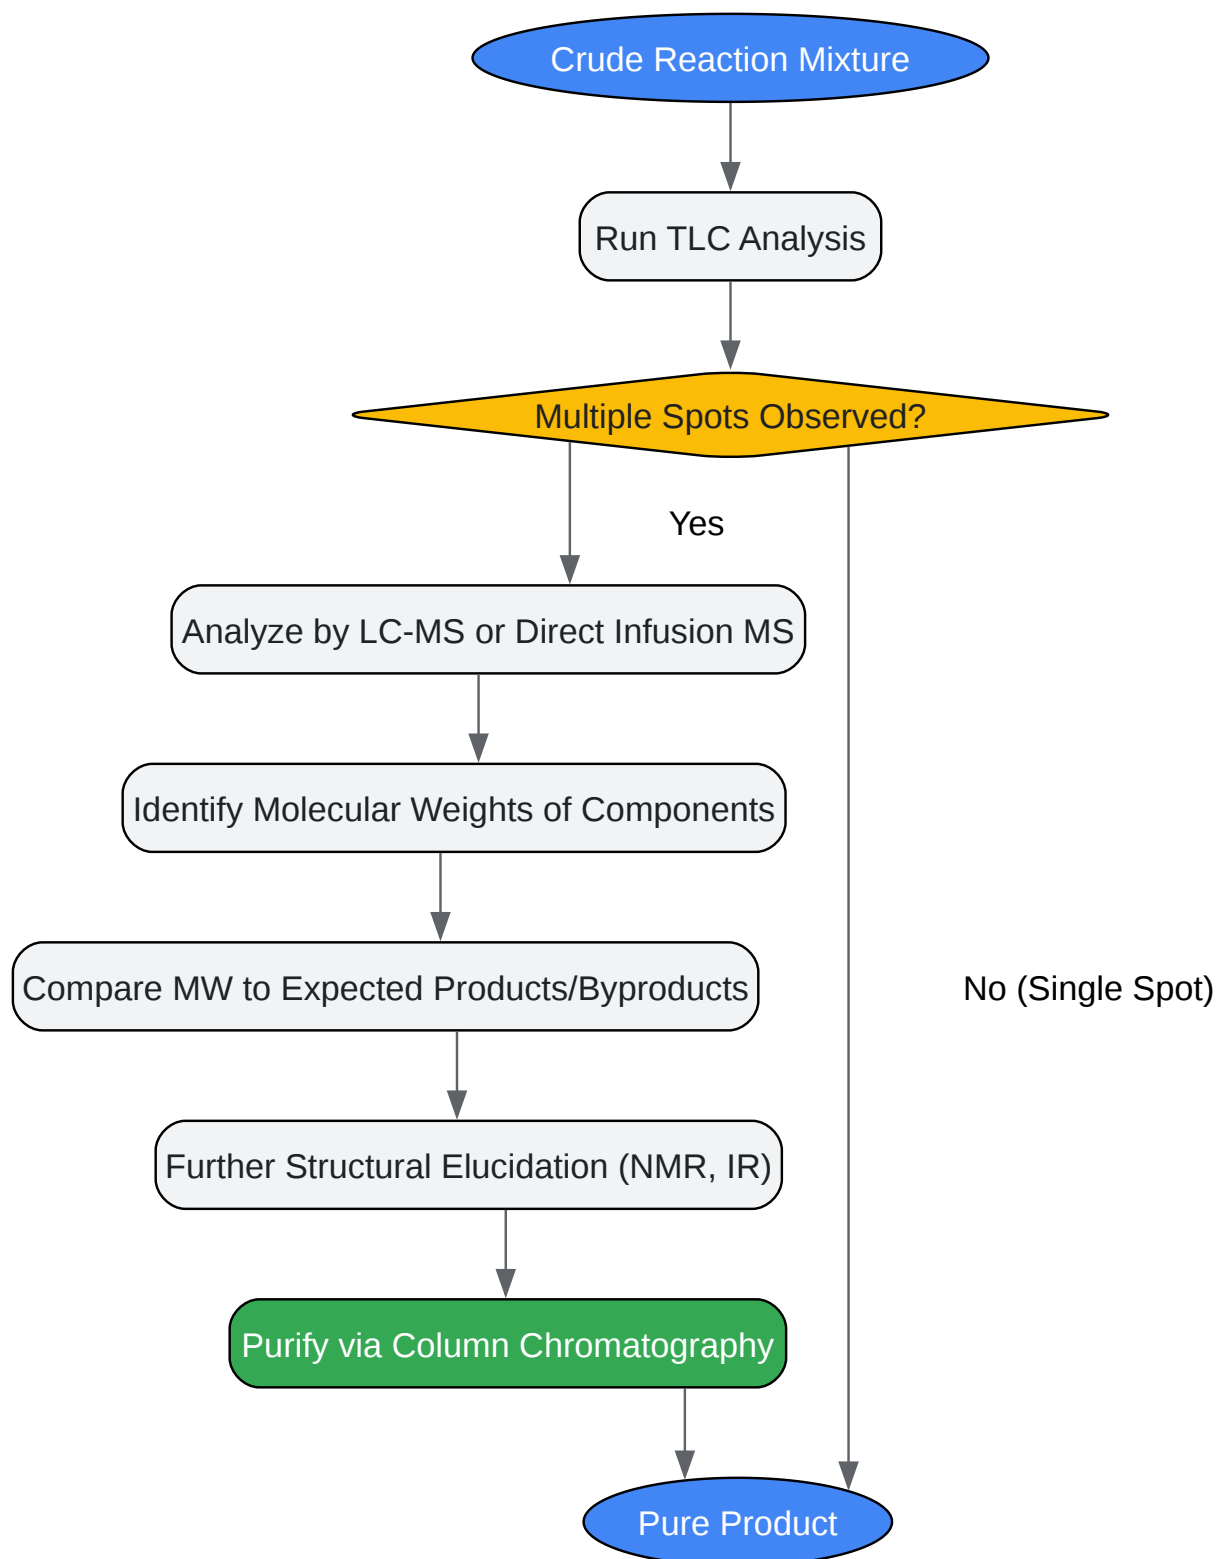 Crude Reaction Mixture
Run TLC Analysis
Multiple Spots Observed?
Yes
Analyze by LC-MS or Direct Infusion MS
Identify Molecular Weights of Components
Compare MW to Expected Products/Byproducts
No (Single Spot)
Further Structural Elucidation (NMR, IR)
Purify via Column Chromatography
Pure Product